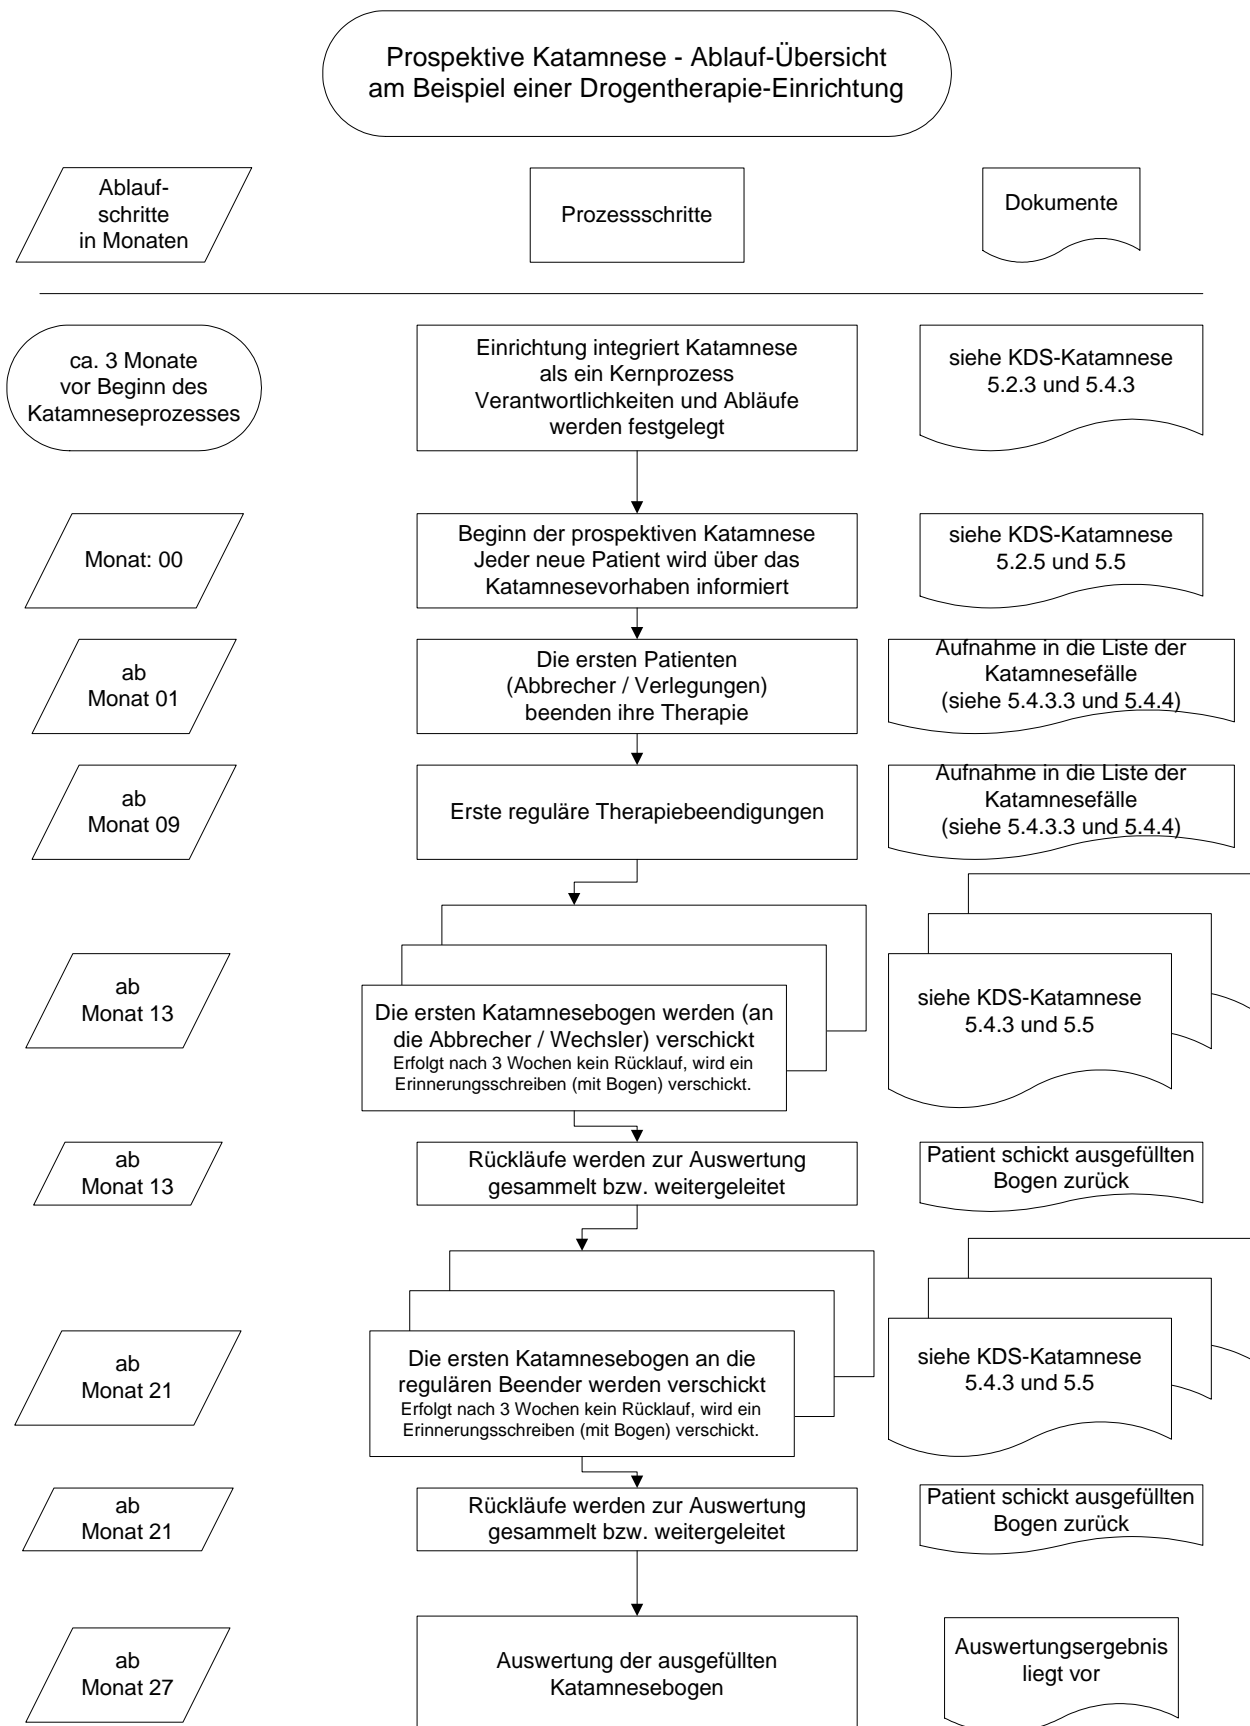 Prospektive Katamnese - Ablauf-Übersicht
am Beispiel einer Drogentherapie-Einrichtung
Ablauf-
schritte
in Monaten
Prozessschritte
Dokumente
ca. 3 Monate
vor Beginn des
Katamneseprozesses
Einrichtung integriert Katamnese
als ein Kernprozess
Verantwortlichkeiten und Abläufe
werden festgelegt
siehe KDS-Katamnese
5.2.3 und 5.4.3
Monat: 00
Beginn der prospektiven Katamnese
Jeder neue Patient wird über das
Katamnesevorhaben informiert
siehe KDS-Katamnese
5.2.5 und 5.5
ab
Monat 01
Die ersten Patienten
(Abbrecher / Verlegungen)
beenden ihre Therapie
Aufnahme in die Liste der
Katamnesefälle
(siehe 5.4.3.3 und 5.4.4)
ab
Monat 09
Erste reguläre Therapiebeendigungen
Aufnahme in die Liste der
Katamnesefälle
(siehe 5.4.3.3 und 5.4.4)
ab
Monat 13
Die ersten Katamnesebogen werden (an
die Abbrecher / Wechsler) verschickt
Erfolgt nach 3 Wochen kein Rücklauf, wird ein
Erinnerungsschreiben (mit Bogen) verschickt.
siehe KDS-Katamnese
5.4.3 und 5.5
ab
Monat 13
Rückläufe werden zur Auswertung
gesammelt bzw. weitergeleitet
Patient schickt ausgefüllten
Bogen zurück
ab
Monat 21
Die ersten Katamnesebogen an die
regulären Beender werden verschickt
Erfolgt nach 3 Wochen kein Rücklauf, wird ein
Erinnerungsschreiben (mit Bogen) verschickt.
siehe KDS-Katamnese
5.4.3 und 5.5
ab
Monat 21
Rückläufe werden zur Auswertung
gesammelt bzw. weitergeleitet
Patient schickt ausgefüllten
Bogen zurück
ab
Monat 27
Auswertung der ausgefüllten
Katamnesebogen
Auswertungsergebnis
liegt vor